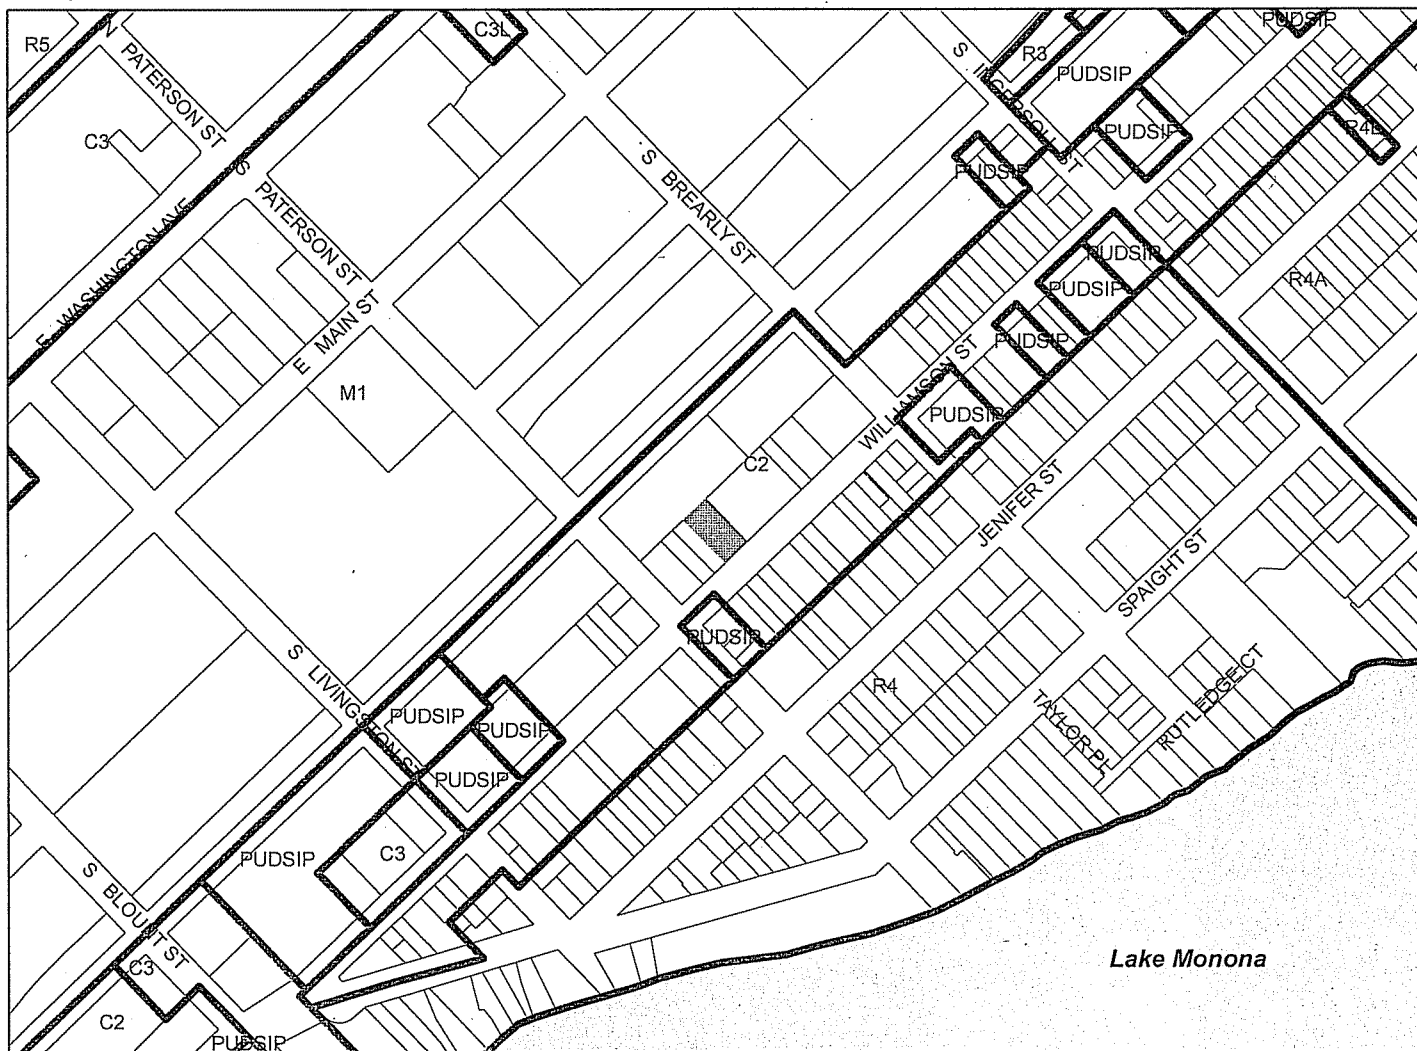 R5
N PATERSON ST
C3L
PUDSIP
S INGERSOLL ST
R3
PUDSIP
C3
PUDSIP
R4L
S BREARLY ST
PUDSIP
S PATERSON ST
E WASHINGTON AVE
PUDSIP
PUDSIP
R4A
E MAIN ST
PUDSIP
WILLIAMSON ST
M1
PUDSIP
C2
JENIFER ST
SPAIGHT ST
PUDSIP
S LIVINGSTON ST
R4
TAYLOR PL
RUTLEDGE CT
PUDSIP
PUDSIP
PUDSIP
PUDSIP
C3
S BLOUNT ST
C3
Lake Monona
C2
PUDSIP